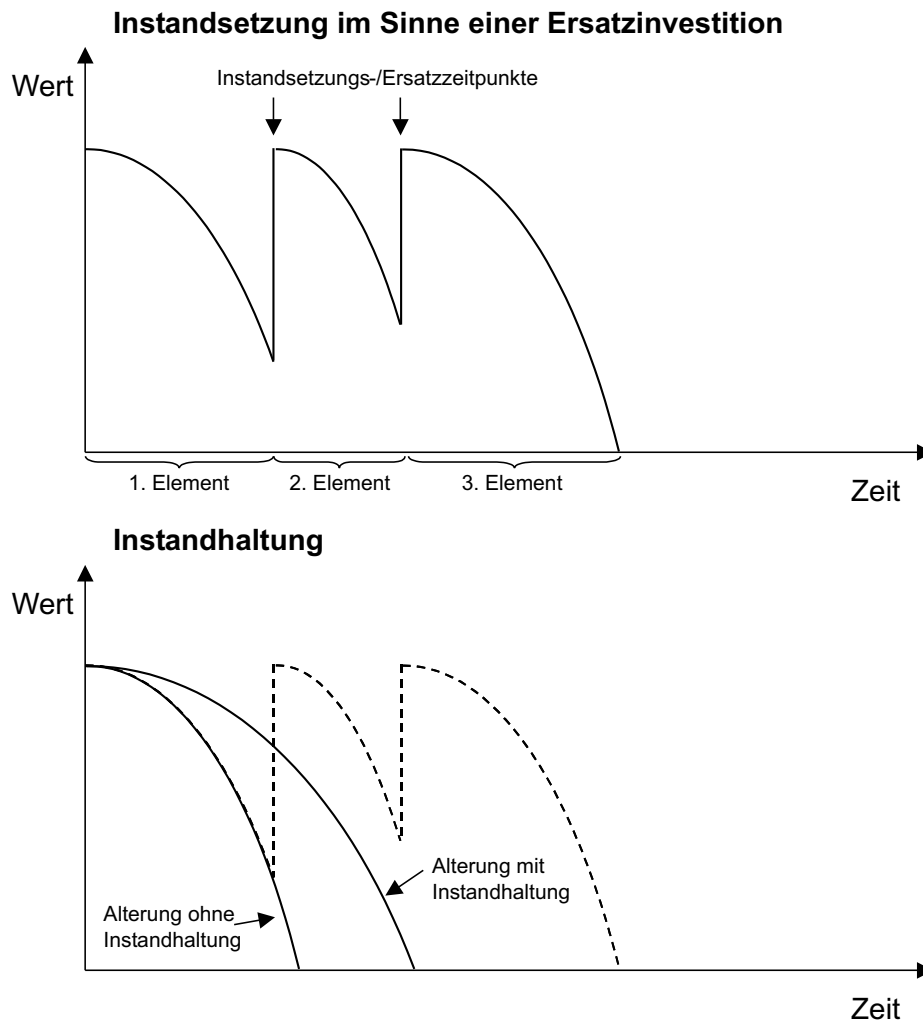 Instandsetzung im Sinne einer Ersatzinvestition
Wert
Instandsetzungs-/Ersatzzeitpunkte
1. Element
2. Element
3. Element
Zeit
Instandhaltung
Wert
Alterung mit
Instandhaltung
Alterung ohne
Instandhaltung
Zeit